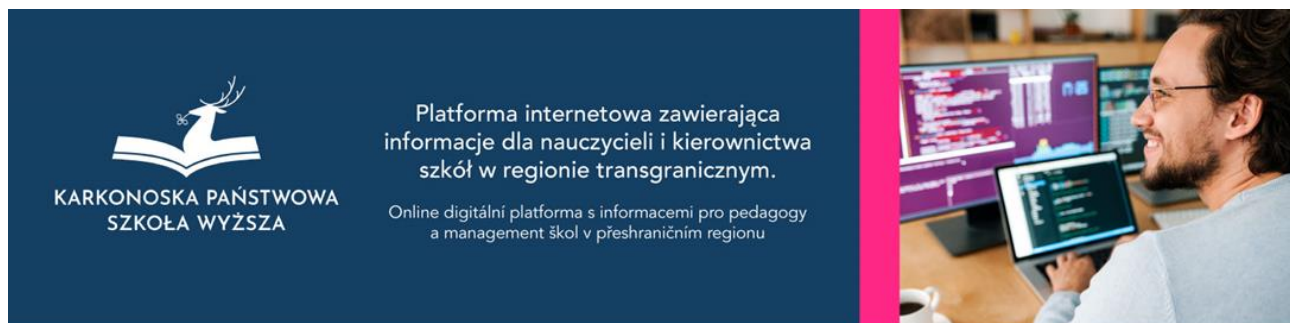 KARKONOSKA PAŃSTWOWA
SZKOŁA WYŻSZA
Platforma internetowa zawierająca
informacje dla nauczycieli i kierownictwa
szkół w regionie transgranicznym.
Online digitální platforma s informacemi pro pedagogy
a management škol v přeshraničním regionu